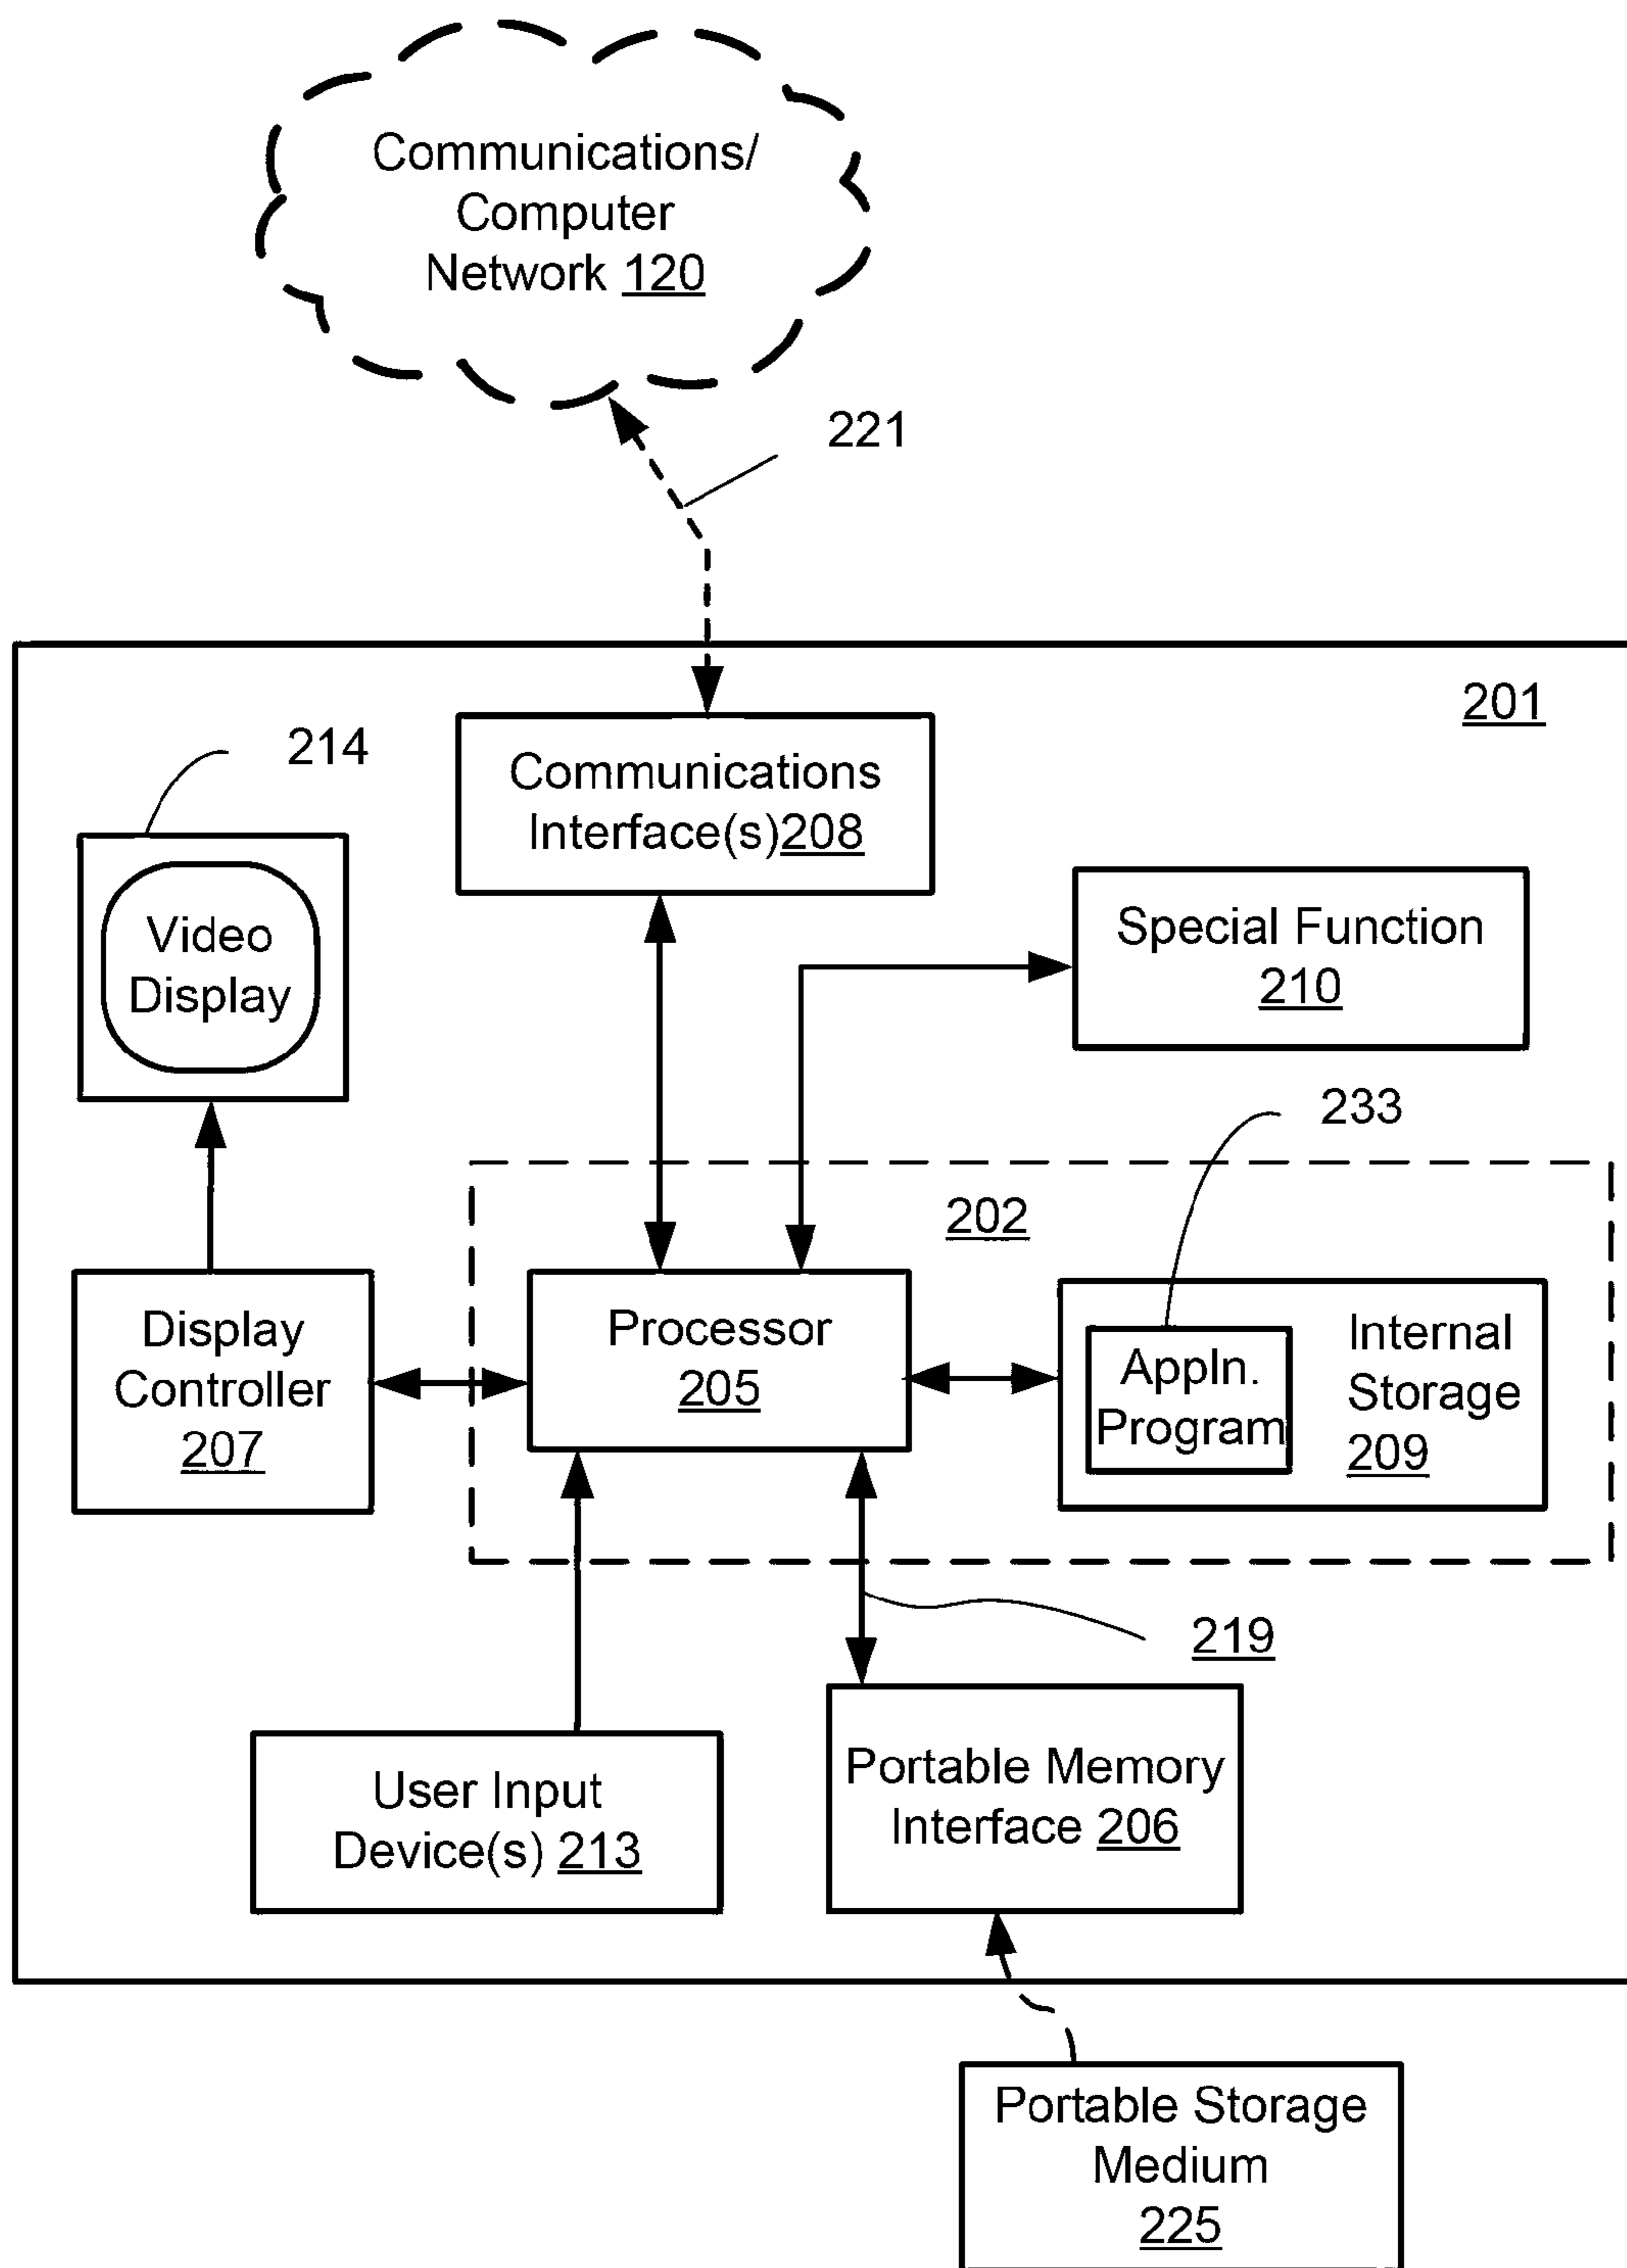 Communications/
Computer
Network 120
221
201
214
Communications
Interface(s)208
Video
Display
Special Function
210
233
202
Display
Controller
207
Processor
205
Appln.
Program
Internal
Storage
209
219
User Input
Device(s) 213
Portable Memory
Interface 206
Portable Storage
Medium
225